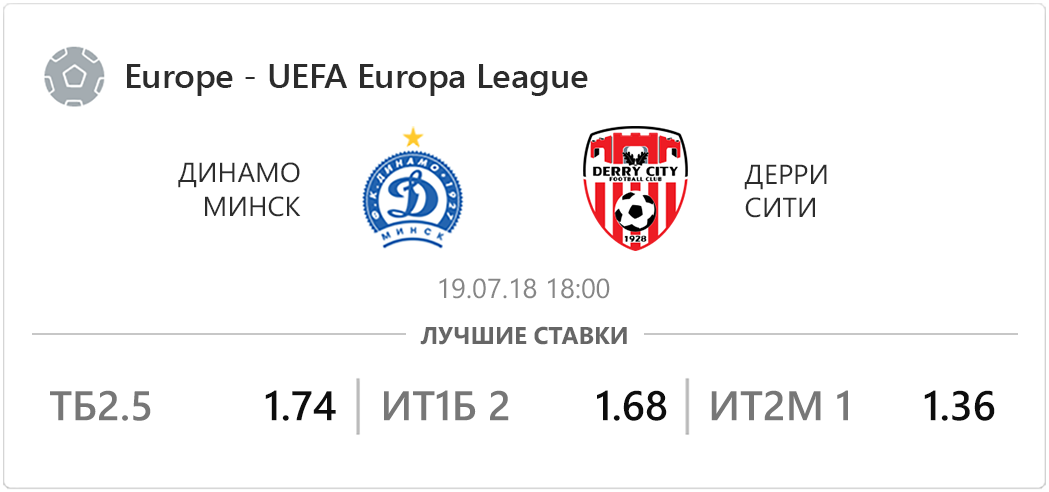 Europe - UEFA Europa League
ДИНАМО
МИНСК
Ф.К. ДИНАМО. 1927
МИНСК
DERRY CITY
FOOTBALL CLUB
1928
ДЕРРИ
СИТИ
19.07.18 18:00
ЛУЧШИЕ СТАВКИ
ТБ2.5 1.74 ИТ1Б 2 1.68 ИТ2М 1 1.36